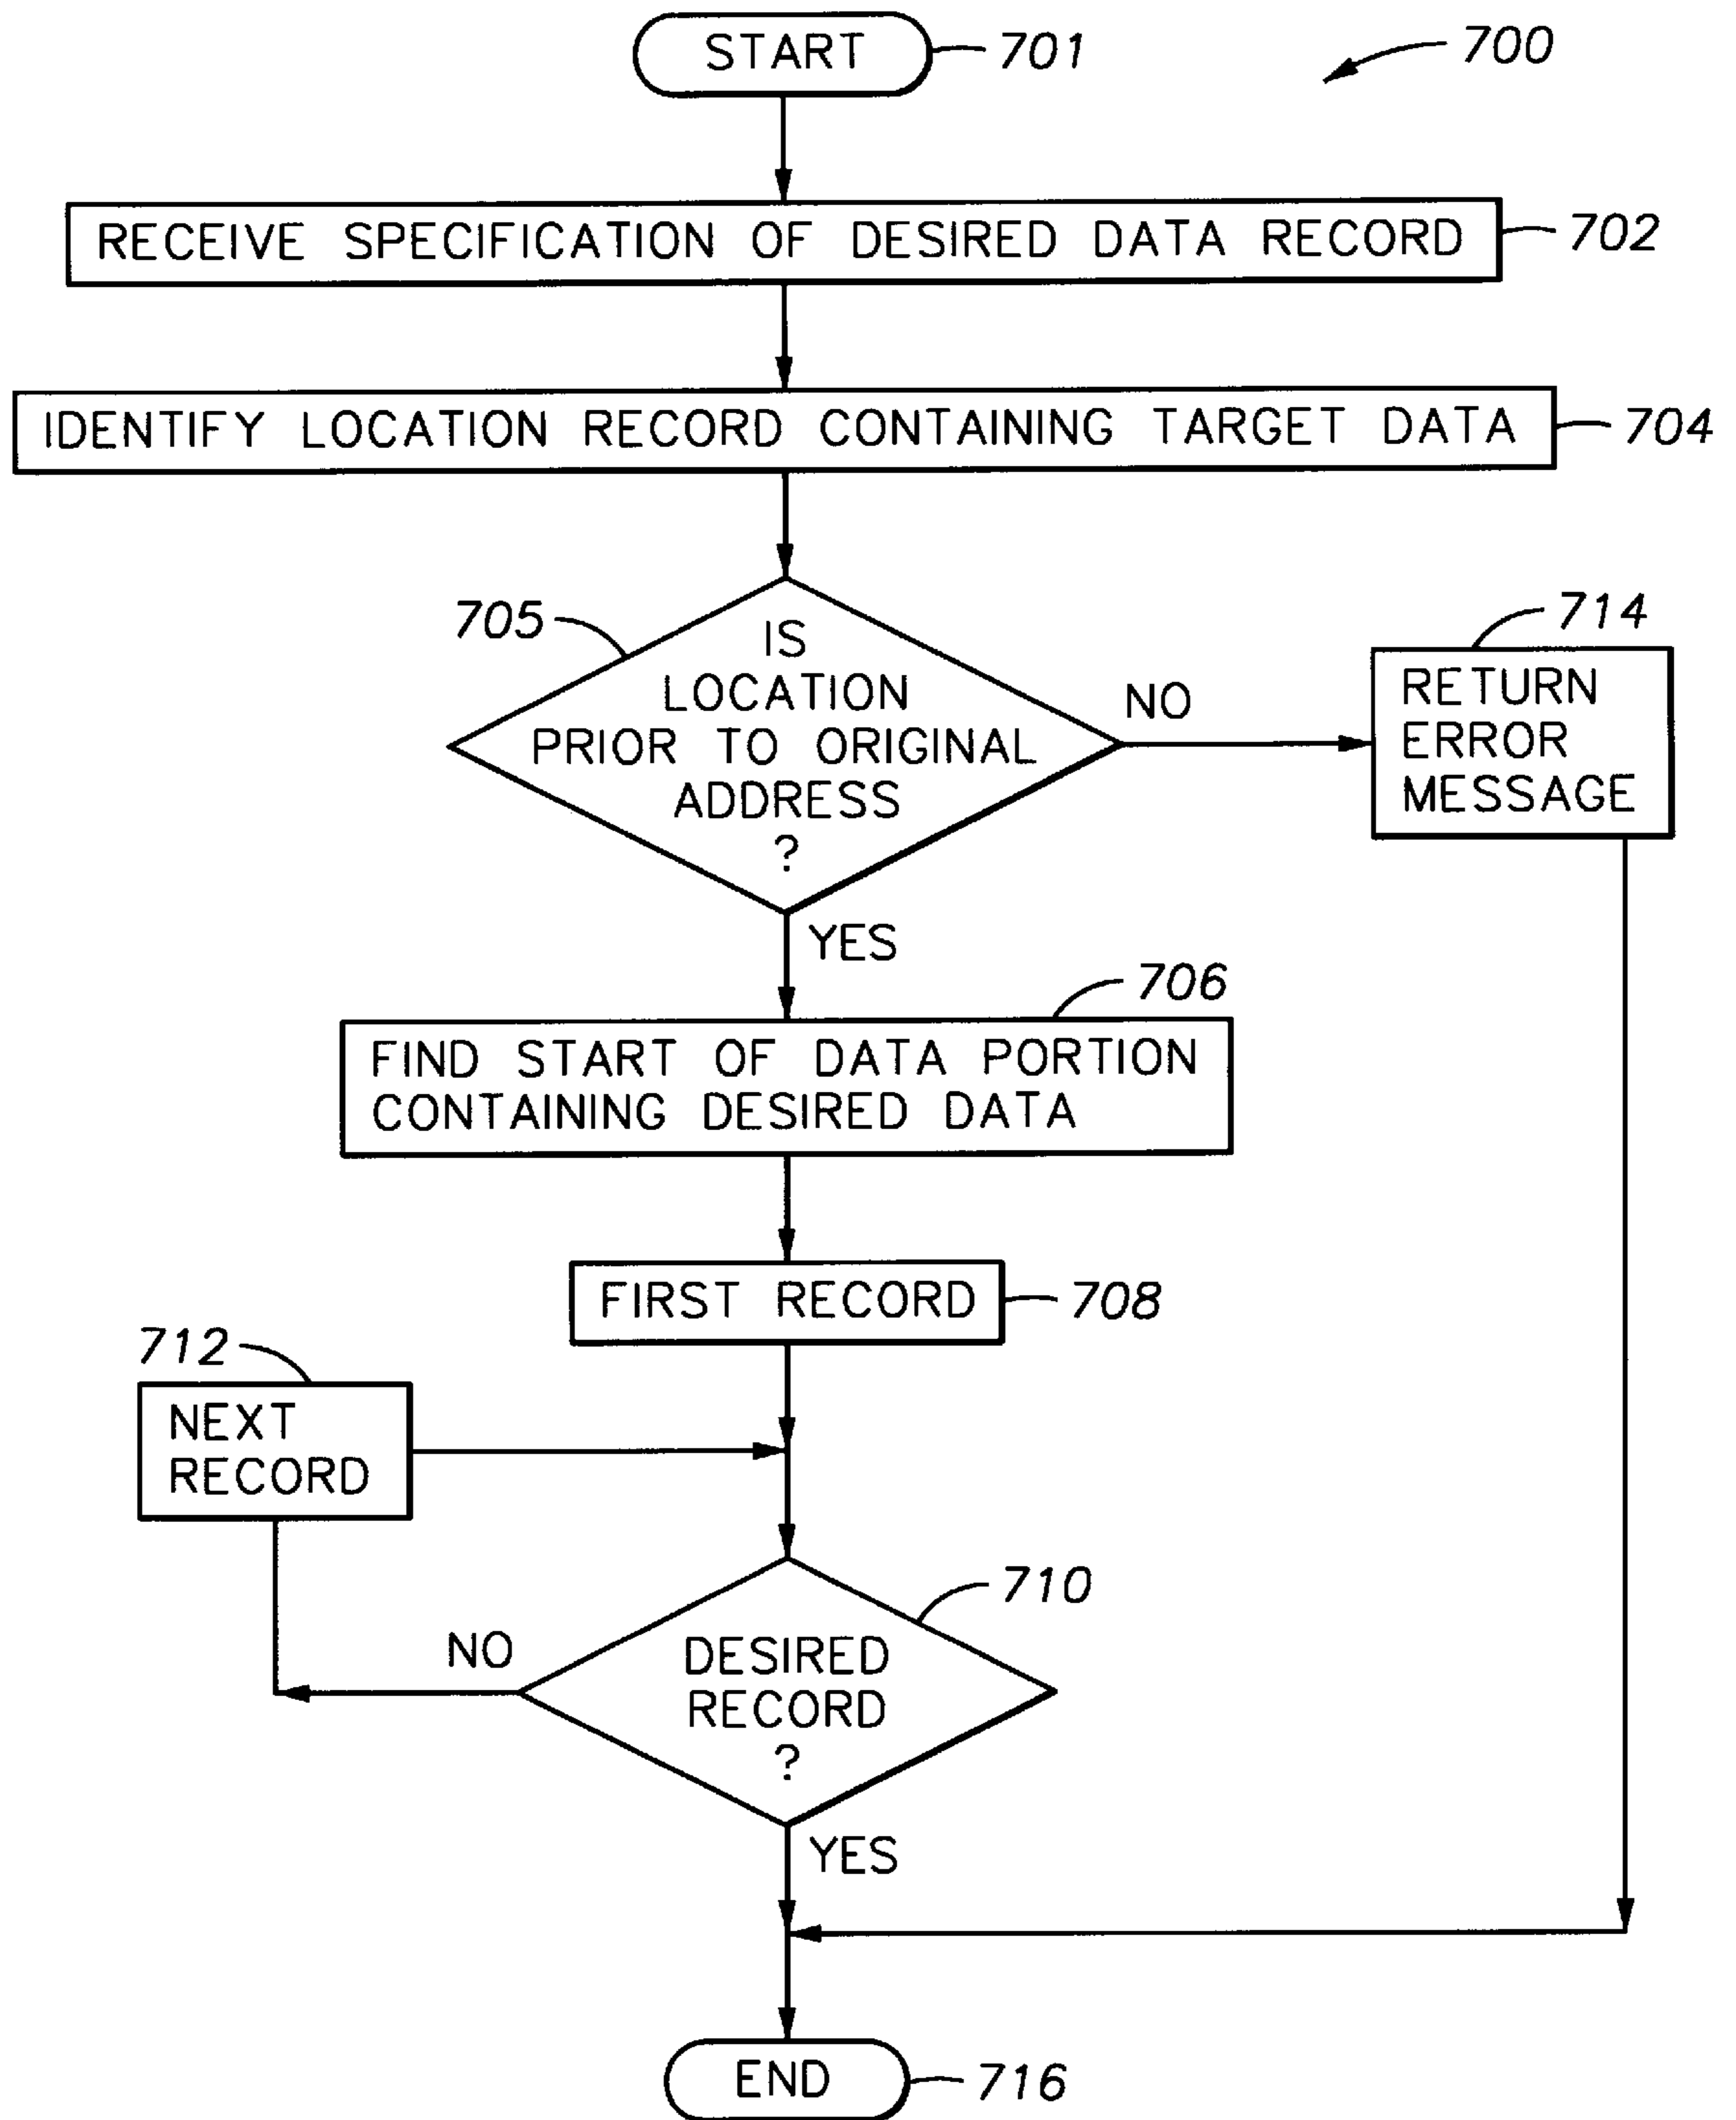 START
701
700
RECEIVE SPECIFICATION OF DESIRED DATA RECORD
702
IDENTIFY LOCATION RECORD CONTAINING TARGET DATA
704
705
IS
LOCATION
PRIOR TO ORIGINAL
ADDRESS
?
NO
714
RETURN
ERROR
MESSAGE
YES
706
FIND START OF DATA PORTION
CONTAINING DESIRED DATA
FIRST RECORD
708
712
NEXT
RECORD
710
NO
DESIRED
RECORD
?
YES
END
716